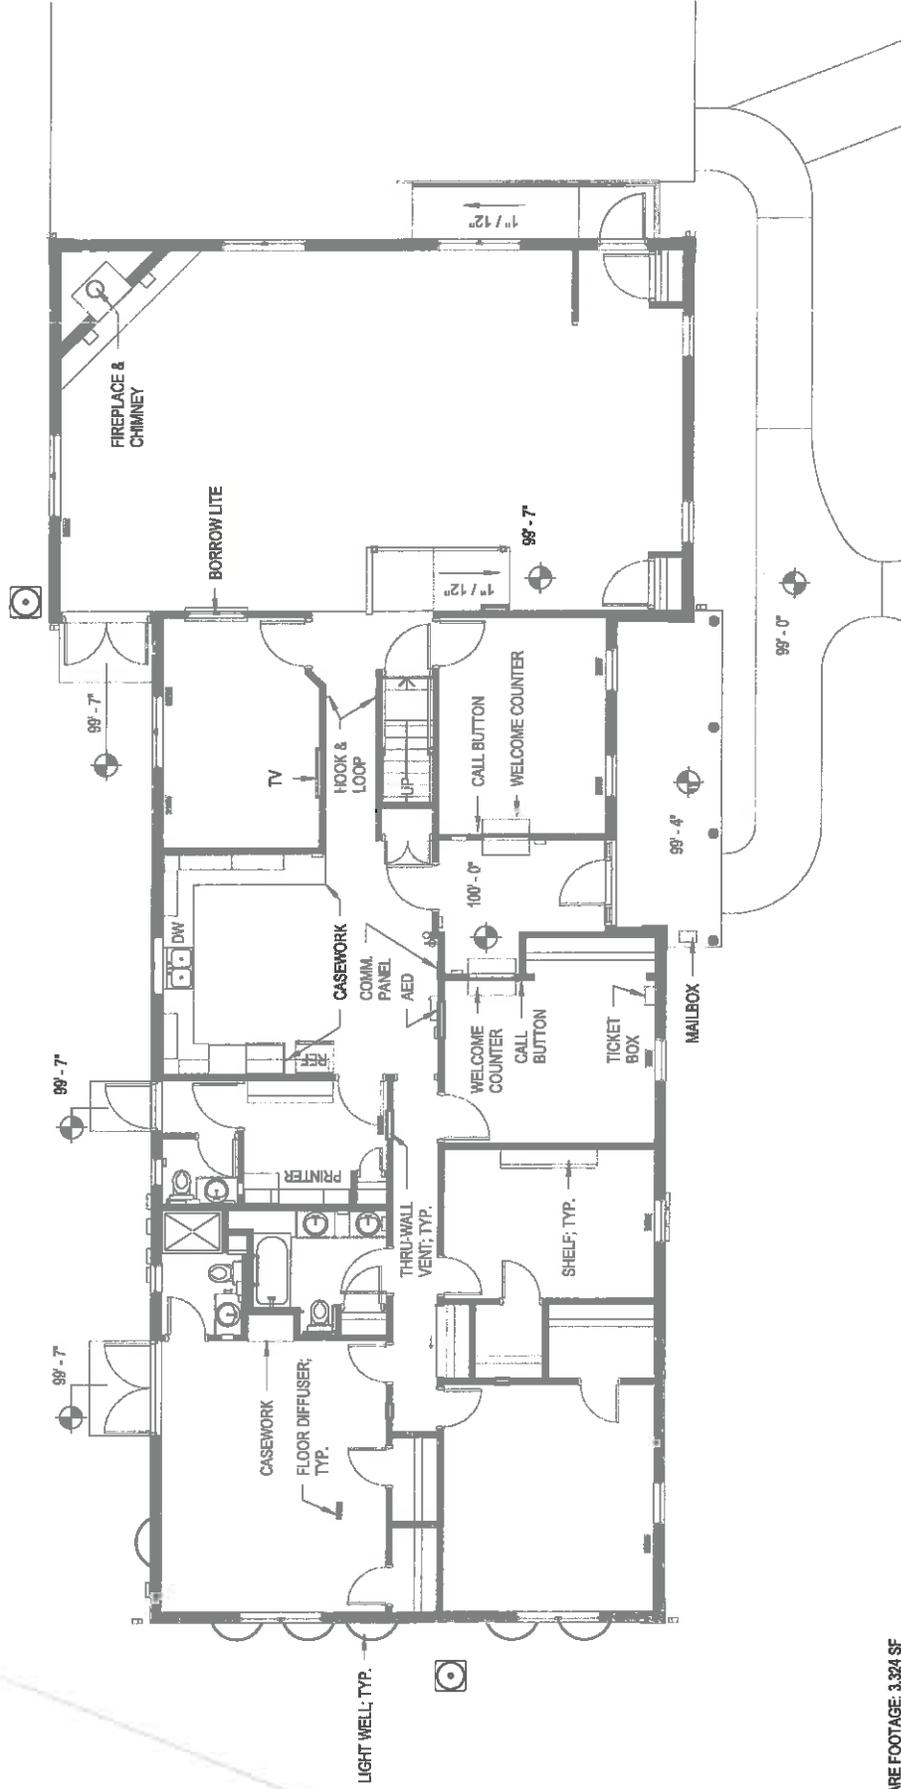 1" / 12"
FIREPLACE &
CHIMNEY
BORROW LITE
99' - 7"
1" / 12"
99' - 0"
99' - 7"
TV
HOOK &
LOOP
UP
CALL BUTTON
WELCOME COUNTER
99' - 4"
100' - 0"
DW
CASEWORK
COMM.
PANEL
AED
REF
WELCOME
COUNTER
CALL
BUTTON
TICKET
BOX
MAILBOX
99' - 7"
PRINTER
THRU-WALL
VENT; TYP.
SHELF; TYP.
99' - 7"
CASEWORK
FLOOR DIFFUSER;
TYP.
LIGHT WELL; TYP.
FOOTAGE: 3,324 SF